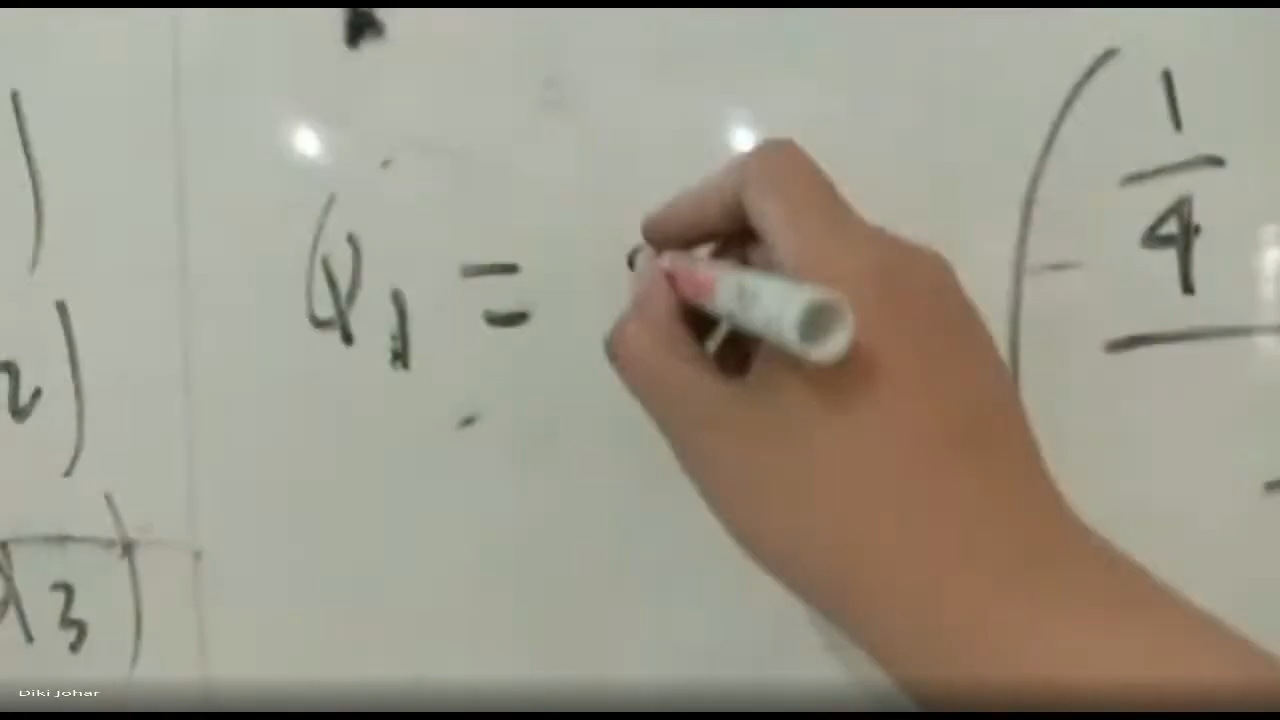 )
Q1 =
( 1/4
2)
3)
Diki Johar